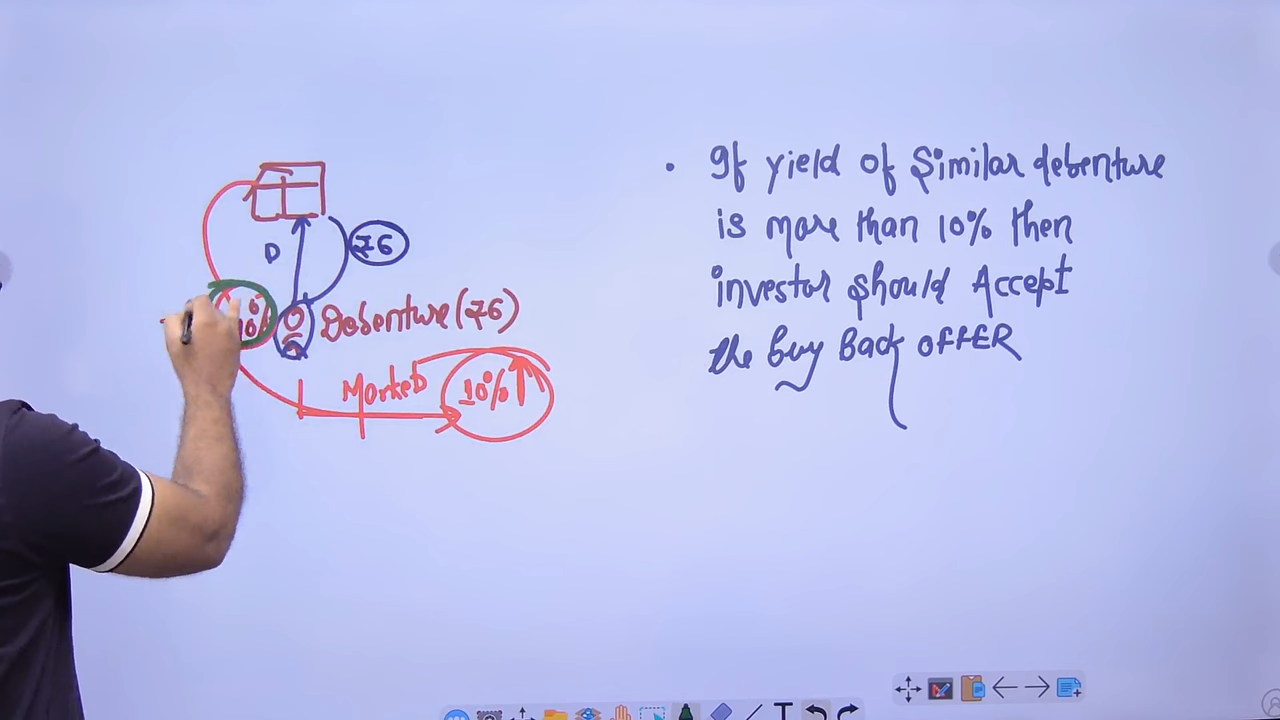 76
D
10%
Debenture (76)
Market 10%
• If yield of Similar debenture
is more than 10% then
investor should Accept
the buy Back OFFER
T